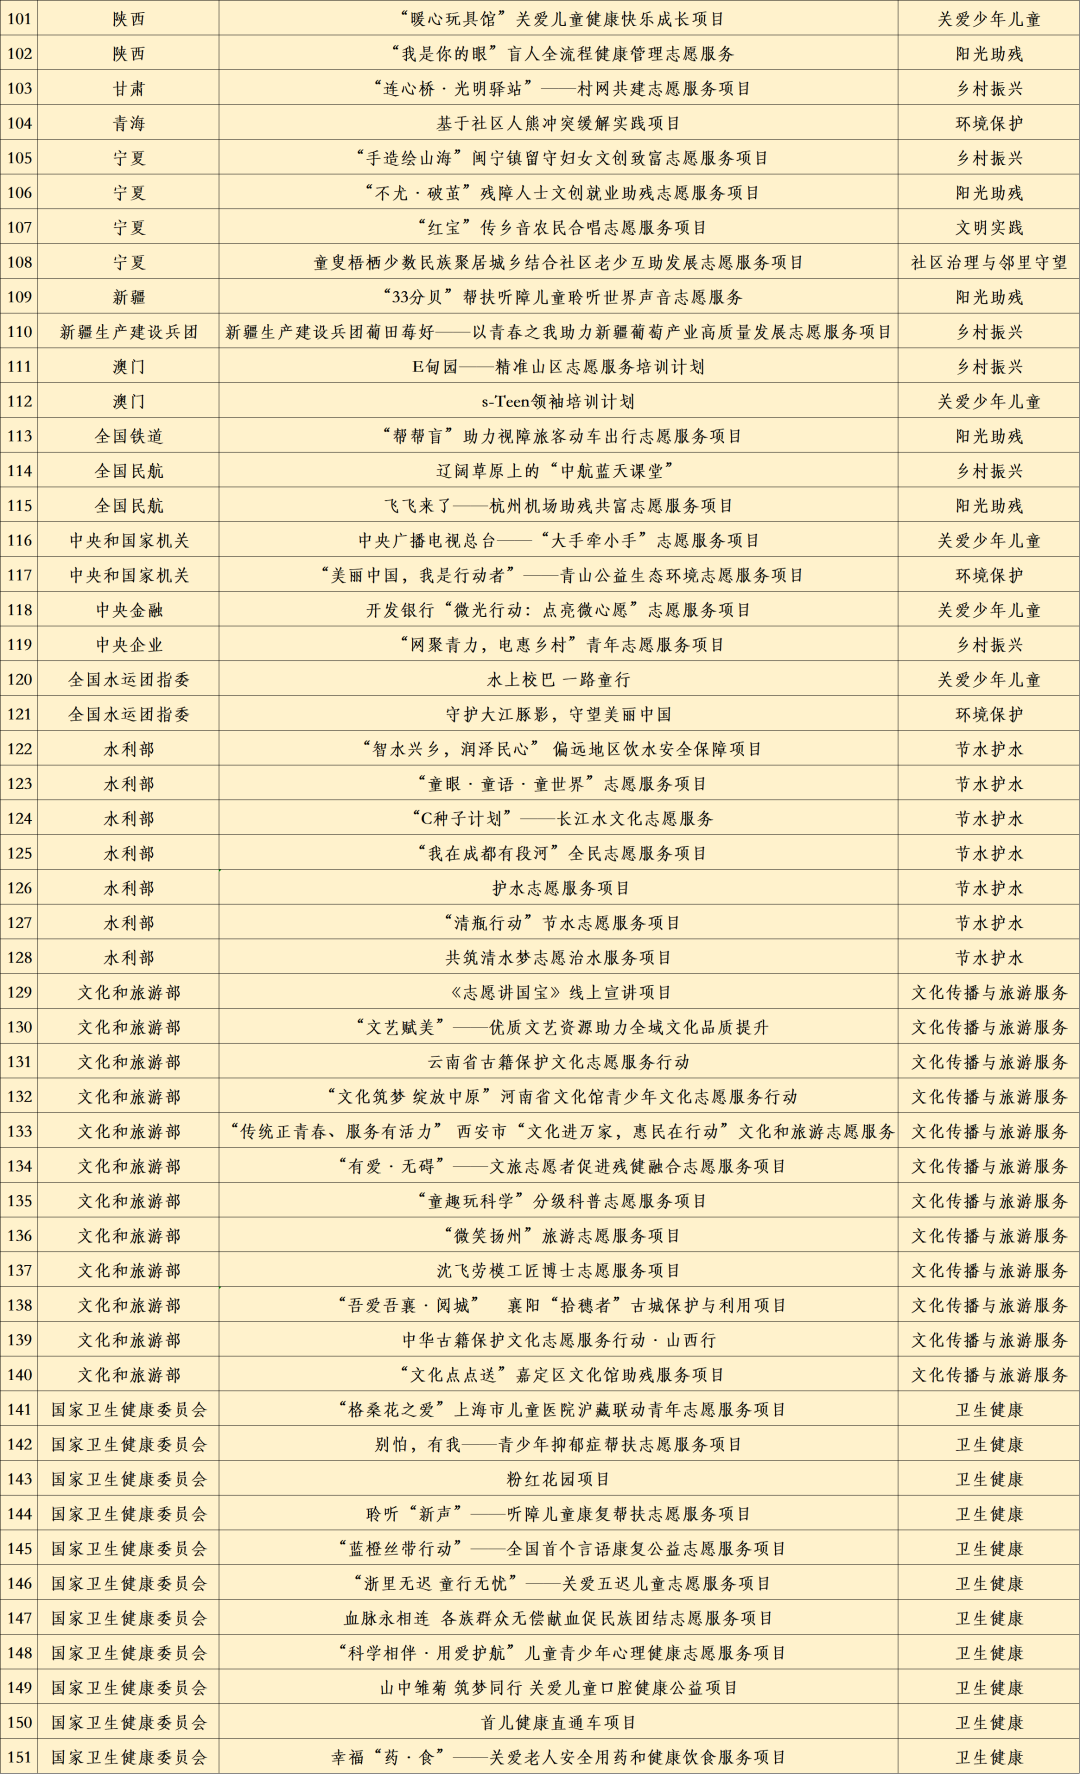 101 陕西 “暖心玩具馆”关爱儿童健康快乐成长项目 关爱少年儿童
102 陕西 “我是你的眼”盲人全流程健康管理志愿服务 阳光助残
103 甘肃 “连心桥·光明驿站”——村网共建志愿服务项目 乡村振兴
104 青海 基于社区人熊冲突缓解实践项目 环境保护
105 宁夏 “手造绘山海”闽宁镇留守妇女文创致富志愿服务项目 乡村振兴
106 宁夏 “不尤·破茧”残障人士文创就业助残志愿服务项目 阳光助残
107 宁夏 “红宝”传乡音农民合唱志愿服务项目 文明实践
108 宁夏 童叟梧栖少数民族聚居城乡结合社区老少互助发展志愿服务项目 社区治理与邻里守望
109 新疆 “33分贝”帮扶听障儿童聆听世界声音志愿服务 阳光助残
110 新疆生产建设兵团 新疆生产建设兵团葡田莓好——以青春之我助力新疆葡萄产业高质量发展志愿服务项目 乡村振兴
111 澳门 E甸园——精准山区志愿服务培训计划 乡村振兴
112 澳门 s-Teen领袖培训计划 关爱少年儿童
113 全国铁道 “帮帮盲”助力视障旅客动车出行志愿服务项目 阳光助残
114 全国民航 辽阔草原上的“中航蓝天课堂” 乡村振兴
115 全国民航 飞飞来了——杭州机场助残共富志愿服务项目 阳光助残
116 中央和国家机关 中央广播电视总台——“大手牵小手”志愿服务项目 关爱少年儿童
117 中央和国家机关 “美丽中国，我是行动者”——青山公益生态环境志愿服务项目 环境保护
118 中央金融 开发银行“微光行动：点亮微心愿”志愿服务项目 关爱少年儿童
119 中央企业 “网聚青力，电惠乡村”青年志愿服务项目 乡村振兴
120 全国水运团指委 水上校巴 一路童行 关爱少年儿童
121 全国水运团指委 守护大江豚影，守望美丽中国 环境保护
122 水利部 “智水兴乡，润泽民心” 偏远地区饮水安全保障项目 节水护水
123 水利部 “童眼·童语·童世界”志愿服务项目 节水护水
124 水利部 “C种子计划”——长江水文化志愿服务 节水护水
125 水利部 “我在成都有段河”全民志愿服务项目 节水护水
126 水利部 护水志愿服务项目 节水护水
127 水利部 “清瓶行动”节水志愿服务项目 节水护水
128 水利部 共筑清水梦志愿治水服务项目 节水护水
129 文化和旅游部 《志愿讲国宝》线上宣讲项目 文化传播与旅游服务
130 文化和旅游部 “文艺赋美”——优质文艺资源助力全域文化品质提升 文化传播与旅游服务
131 文化和旅游部 云南省古籍保护文化志愿服务行动 文化传播与旅游服务
132 文化和旅游部 “文化筑梦 绽放中原”河南省文化馆青少年文化志愿服务行动 文化传播与旅游服务
133 文化和旅游部 “传统正青春、服务有活力” 西安市“文化进万家，惠民在行动”文化和旅游志愿服务 文化传播与旅游服务
134 文化和旅游部 “有爱·无碍”——文旅志愿者促进残健融合志愿服务项目 文化传播与旅游服务
135 文化和旅游部 “童趣玩科学”分级科普志愿服务项目 文化传播与旅游服务
136 文化和旅游部 “微笑扬州”旅游志愿服务项目 文化传播与旅游服务
137 文化和旅游部 沈飞劳模工匠博士志愿服务项目 文化传播与旅游服务
138 文化和旅游部 “吾爱吾襄·阅城” 襄阳“拾穗者”古城保护与利用项目 文化传播与旅游服务
139 文化和旅游部 中华古籍保护文化志愿服务行动·山西行 文化传播与旅游服务
140 文化和旅游部 “文化点点送”嘉定区文化馆助残服务项目 文化传播与旅游服务
141 国家卫生健康委员会 “格桑花之爱”上海市儿童医院沪藏联动青年志愿服务项目 卫生健康
142 国家卫生健康委员会 别怕，有我——青少年抑郁症帮扶志愿服务项目 卫生健康
143 国家卫生健康委员会 粉红花园项目 卫生健康
144 国家卫生健康委员会 聆听“新声”——听障儿童康复帮扶志愿服务项目 卫生健康
145 国家卫生健康委员会 “蓝橙丝带行动”——全国首个言语康复公益志愿服务项目 卫生健康
146 国家卫生健康委员会 “浙里无迟 童行无忧”——关爱五迟儿童志愿服务项目 卫生健康
147 国家卫生健康委员会 血脉永相连 各族群众无偿献血促民族团结志愿服务项目 卫生健康
148 国家卫生健康委员会 “科学相伴·用爱护航”儿童青少年心理健康志愿服务项目 卫生健康
149 国家卫生健康委员会 山中雏菊 筑梦同行 关爱儿童口腔健康公益项目 卫生健康
150 国家卫生健康委员会 首儿健康直通车项目 卫生健康
151 国家卫生健康委员会 幸福“药·食”——关爱老人安全用药和健康饮食服务项目 卫生健康